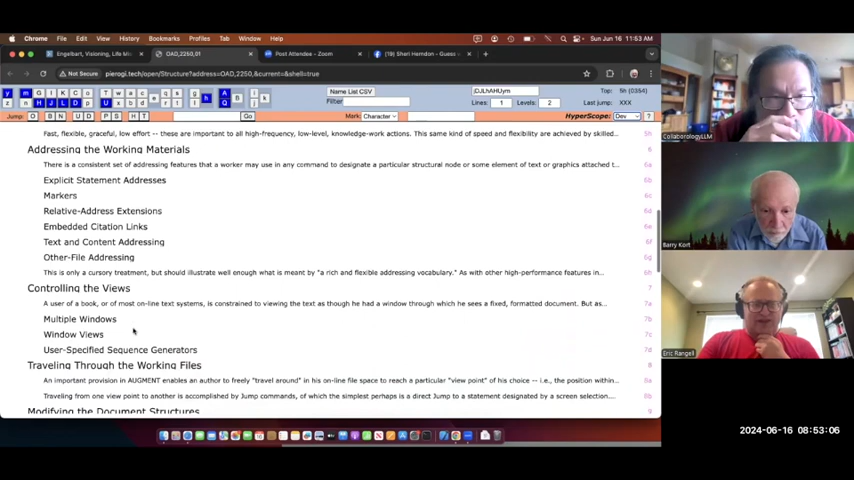 Chrome File Edit View History Bookmarks Profiles Tab Window Help
Sun Jun 16 11:53 AM
Engelbart, Visioning, Life M
OAD,2250,01
Post Attendee - Zoom
(19) Sheri Herndon - Guess
Not Secure pierogi.tech/open/Structure?address=OAD,2250,&current=&shell=true
Name List CSV
Filter
Top: 5h (0354)
Lines: 1 Levels: 2 Last jump: XXX
Jump: O B N U D P S H T Go Mark: Character HyperScope: Dev ?
Fast, flexible, graceful, low effort -- these are important to all high-frequency, low-level, knowledge-work actions. This same kind of speed and flexibility are achieved by skilled... 5h
Addressing the Working Materials 6
There is a consistent set of addressing features that a worker may use in any command to designate a particular structural node or some element of text or graphics attached t... 6a
Explicit Statement Addresses 6b
Markers 6c
Relative-Address Extensions 6d
Embedded Citation Links 6e
Text and Content Addressing 6f
Other-File Addressing 6g
This is only a cursory treatment, but should illustrate well enough what is meant by "a rich and flexible addressing vocabulary." As with other high-performance features in... 6h
Controlling the Views 7
A user of a book, or of most on-line text systems, is constrained to viewing the text as though he had a window through which he sees a fixed, formatted document. But as... 7a
Multiple Windows 7b
Window Views 7c
User-Specified Sequence Generators 7d
Traveling Through the Working Files 8
An important provision in AUGMENT enables an author to freely "travel around" in his on-line file space to reach a particular "view point" of his choice -- i.e., the position within... 8a
Traveling from one view point to another is accomplished by Jump commands, of which the simplest perhaps is a direct Jump to a statement designated by a screen selection.... 8b
Modifying the Document Structures 9
CollaborologyLLM
Barry Kort
Eric Rangell
2024-06-16 11:53:06